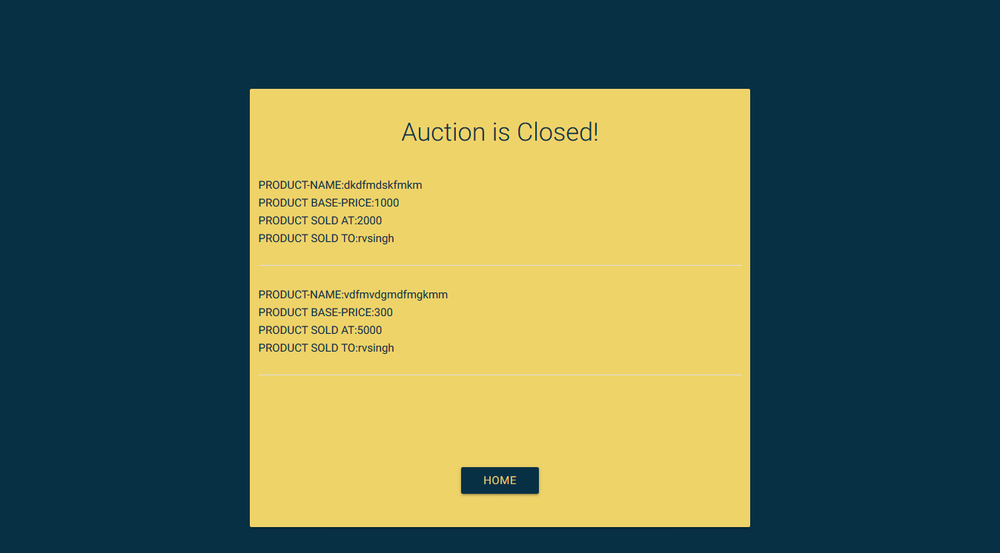 Auction is Closed!
PRODUCT-NAME:dkdfmdskfmkm
PRODUCT BASE-PRICE:1000
PRODUCT SOLD AT:2000
PRODUCT SOLD TO:rvsingh
PRODUCT-NAME:vdfmvdgmdfmgkmm
PRODUCT BASE-PRICE:300
PRODUCT SOLD AT:5000
PRODUCT SOLD TO:rvsingh
HOME